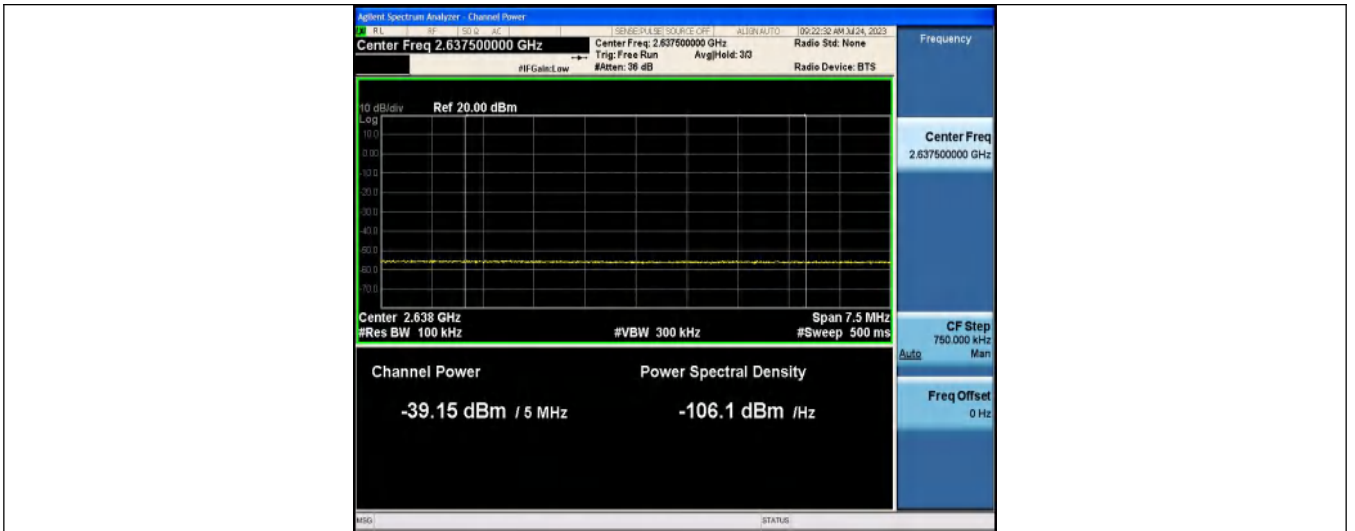 Agilent Spectrum Analyzer - Channel Power
RL RF 50 Ω AC SENSE:PULSE SOURCE OFF ALIGN AUTO 09:22:32 AM Jul 24, 2023
Center Freq 2.637500000 GHz
Center Freq: 2.637500000 GHz
Radio Std: None
Trig: Free Run Avg|Hold: 3/3
#IFGain:Low #Atten: 36 dB Radio Device: BTS
10 dB/div Ref 20.00 dBm
Log
10.0
0.00
-10.0
-20.0
-30.0
-40.0
-50.0
-60.0
-70.0
Center 2.638 GHz Span 7.5 MHz
#Res BW 100 kHz #VBW 300 kHz #Sweep 500 ms
Channel Power Power Spectral Density
-39.15 dBm / 5 MHz -106.1 dBm /Hz
MSG STATUS
Frequency
Center Freq
2.637500000 GHz
CF Step
750.000 kHz
Auto Man
Freq Offset
0 Hz